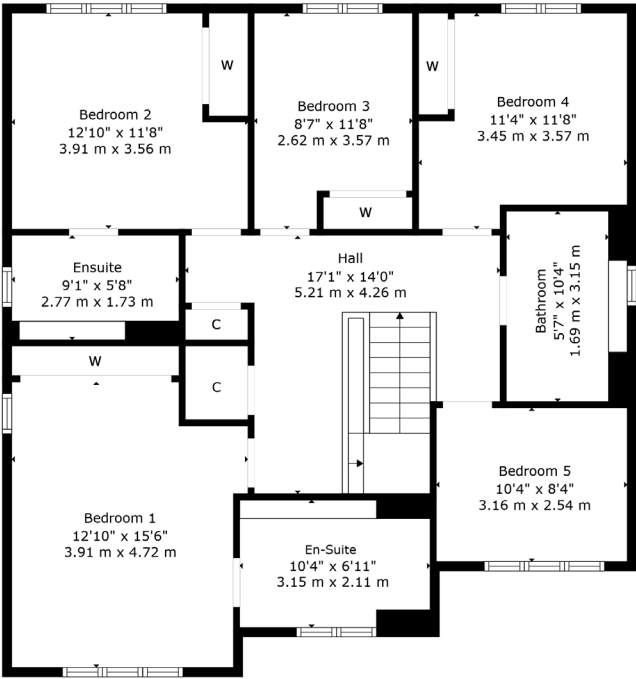 W
Bedroom 2
12'10" x 11'8"
3.91 m x 3.56 m
Bedroom 3
8'7" x 11'8"
2.62 m x 3.57 m
W
W
Bedroom 4
11'4" x 11'8"
3.45 m x 3.57 m
Ensuite
9'1" x 5'8"
2.77 m x 1.73 m
Hall
17'1" x 14'0"
5.21 m x 4.26 m
Bathroom
5'7" x 10'4"
1.69 m x 3.15 m
C
W
C
Bedroom 1
12'10" x 15'6"
3.91 m x 4.72 m
En-Suite
10'4" x 6'11"
3.15 m x 2.11 m
Bedroom 5
10'4" x 8'4"
3.16 m x 2.54 m